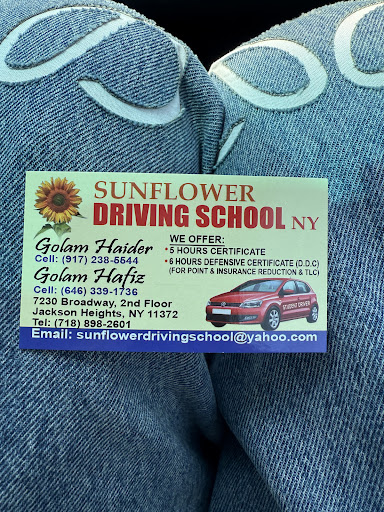 SUNFLOWER
DRIVING SCHOOL NY
Golam Haider
Cell: (917) 238-5544
Golam Hafiz
Cell: (646) 339-1736
7230 Broadway, 2nd Floor
Jackson Heights, NY 11372
Tel: (718) 898-2601
WE OFFER:
• 5 HOURS CERTIFICATE
• 6 HOURS DEFENSIVE CERTIFICATE (D.D.C)
(FOR POINT & INSURANCE REDUCTION & TLC)
STUDENT DRIVER
Email: sunflowerdrivingschool@yahoo.com